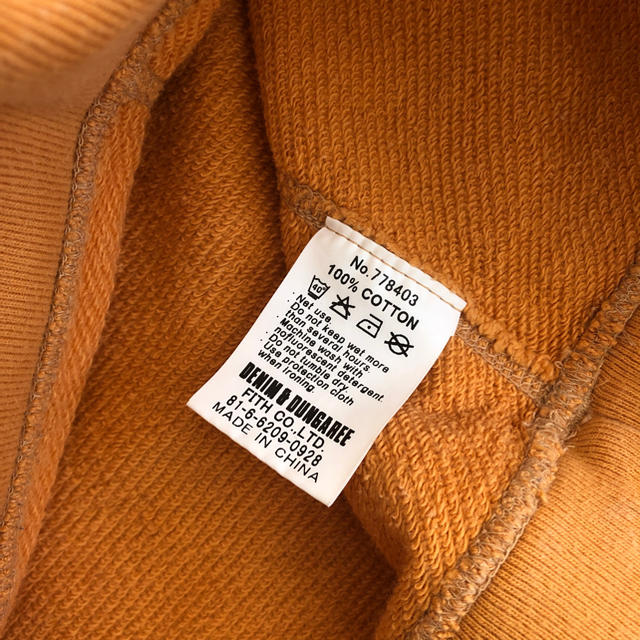 No.778403
100% COTTON
40
· Net use.
· Do not keep wet more
than severals hours.
· Machine wash with
nofluorescent detergent.
· Do not tumble dry.
· Use protection cloth
when ironing.
DENIM & DUNGAREE
FITH CO.,LTD.
81-6-6209-0928
MADE IN CHINA